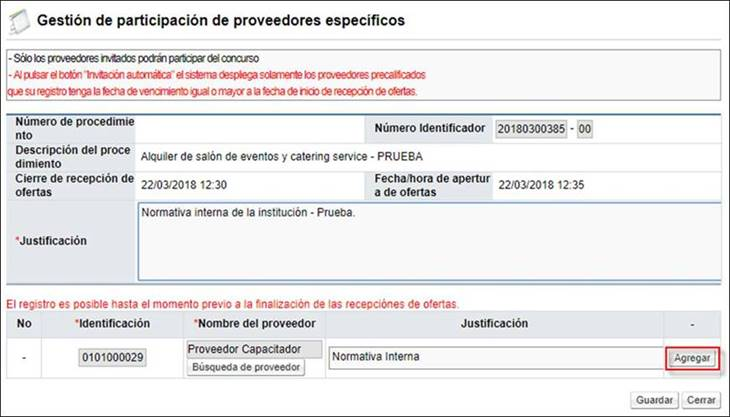 Gestión de participación de proveedores específicos
- Sólo los proveedores invitados podrán participar del concurso
- Al pulsar el botón "Invitación automática" el sistema despliega solamente los proveedores precalificados
que su registro tenga la fecha de vencimiento igual o mayor a la fecha de inicio de recepción de ofertas.
Número de procedimie
nto
Número Identificador 20180300385 - 00
Descripción del proce
dimiento
Alquiler de salón de eventos y catering service - PRUEBA
Cierre de recepción de
ofertas
22/03/2018 12:30
Fecha/hora de apertur
a de ofertas
22/03/2018 12:35
*Justificación
Normativa interna de la institución - Prueba.
El registro es posible hasta el momento previo a la finalización de las recepciónes de ofertas.
No *Identificación *Nombre del proveedor Justificación -
- 0101000029
Proveedor Capacitador
Búsqueda de proveedor
Normativa Interna
Agregar
Guardar Cerrar